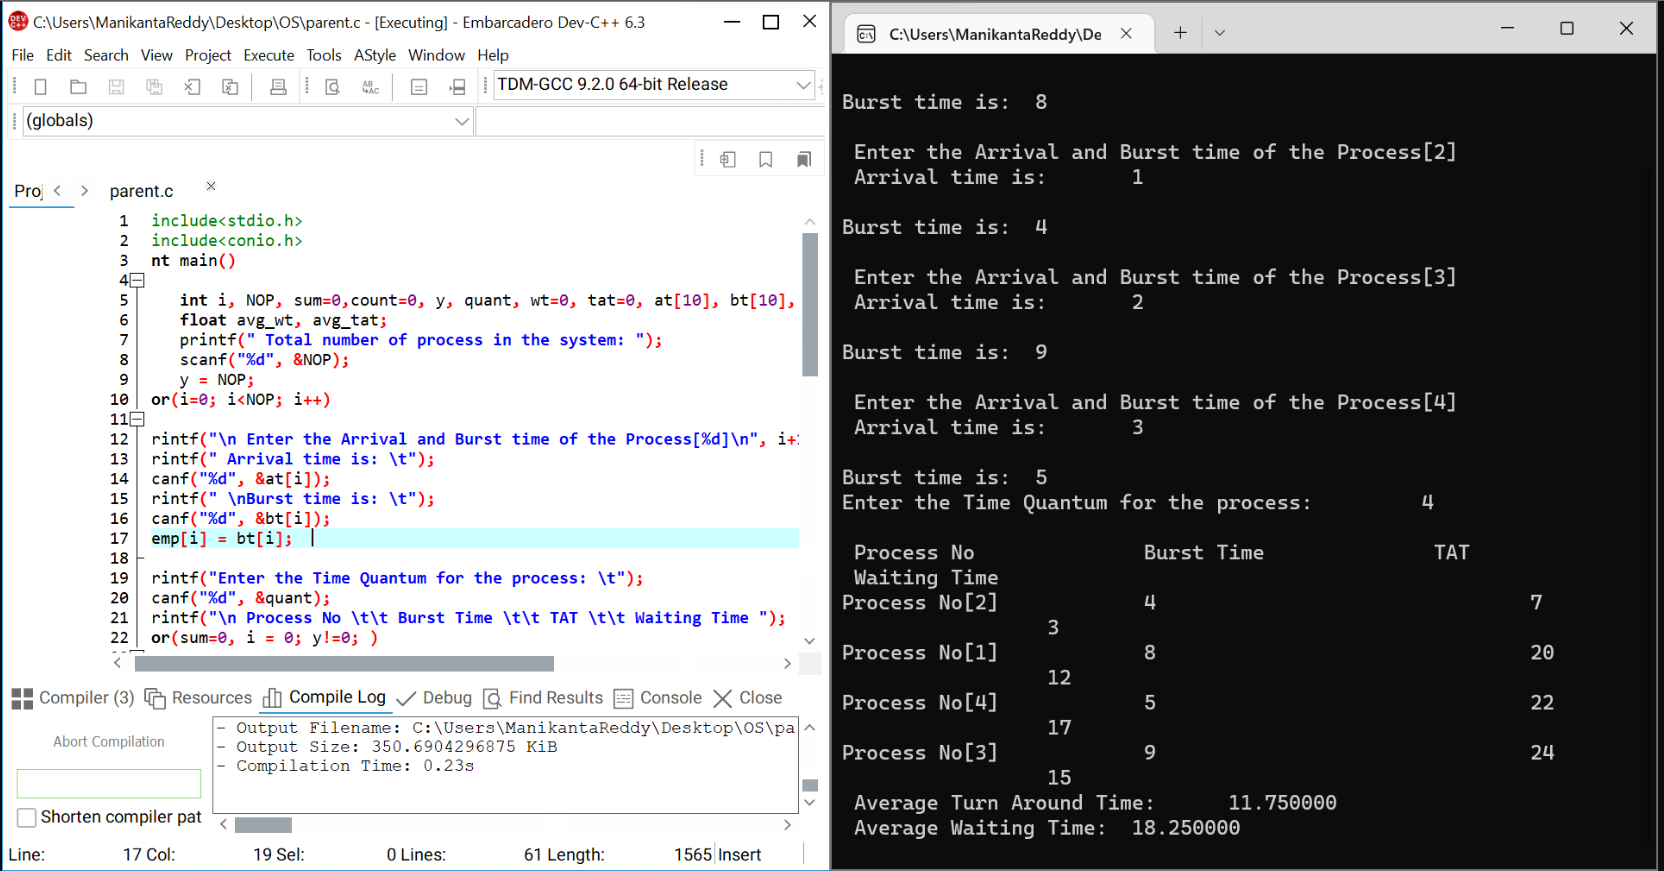 C:\Users\ManikantaReddy\Desktop\OS\parent.c - [Executing] - Embarcadero Dev-C++ 6.3
File Edit Search View Project Execute Tools AStyle Window Help
TDM-GCC 9.2.0 64-bit Release
(globals)
Proj parent.c
1 include<stdio.h>
2 include<conio.h>
3 nt main()
4
5 int i, NOP, sum=0,count=0, y, quant, wt=0, tat=0, at[10], bt[10],
6 float avg_wt, avg_tat;
7 printf(" Total number of process in the system: ");
8 scanf("%d", &NOP);
9 y = NOP;
10 or(i=0; i<NOP; i++)
11
12 rintf("\n Enter the Arrival and Burst time of the Process[%d]\n", i+1
13 rintf(" Arrival time is: \t");
14 canf("%d", &at[i]);
15 rintf(" \nBurst time is: \t");
16 canf("%d", &bt[i]);
17 emp[i] = bt[i];
18
19 rintf("Enter the Time Quantum for the process: \t");
20 canf("%d", &quant);
21 rintf("\n Process No \t\t Burst Time \t\t TAT \t\t Waiting Time ");
22 or(sum=0, i = 0; y!=0; )
Compiler (3) Resources Compile Log Debug Find Results Console Close
Abort Compilation
Shorten compiler pat
- Output Filename: C:\Users\ManikantaReddy\Desktop\OS\pa
- Output Size: 350.6904296875 KiB
- Compilation Time: 0.23s
Line: 17 Col: 19 Sel: 0 Lines: 61 Length: 1565 Insert
C:\Users\ManikantaReddy\De
Burst time is: 8
Enter the Arrival and Burst time of the Process[2]
Arrival time is: 1
Burst time is: 4
Enter the Arrival and Burst time of the Process[3]
Arrival time is: 2
Burst time is: 9
Enter the Arrival and Burst time of the Process[4]
Arrival time is: 3
Burst time is: 5
Enter the Time Quantum for the process: 4
Process No Burst Time TAT
Waiting Time
Process No[2] 4 7
3
Process No[1] 8 20
12
Process No[4] 5 22
17
Process No[3] 9 24
15
Average Turn Around Time: 11.750000
Average Waiting Time: 18.250000